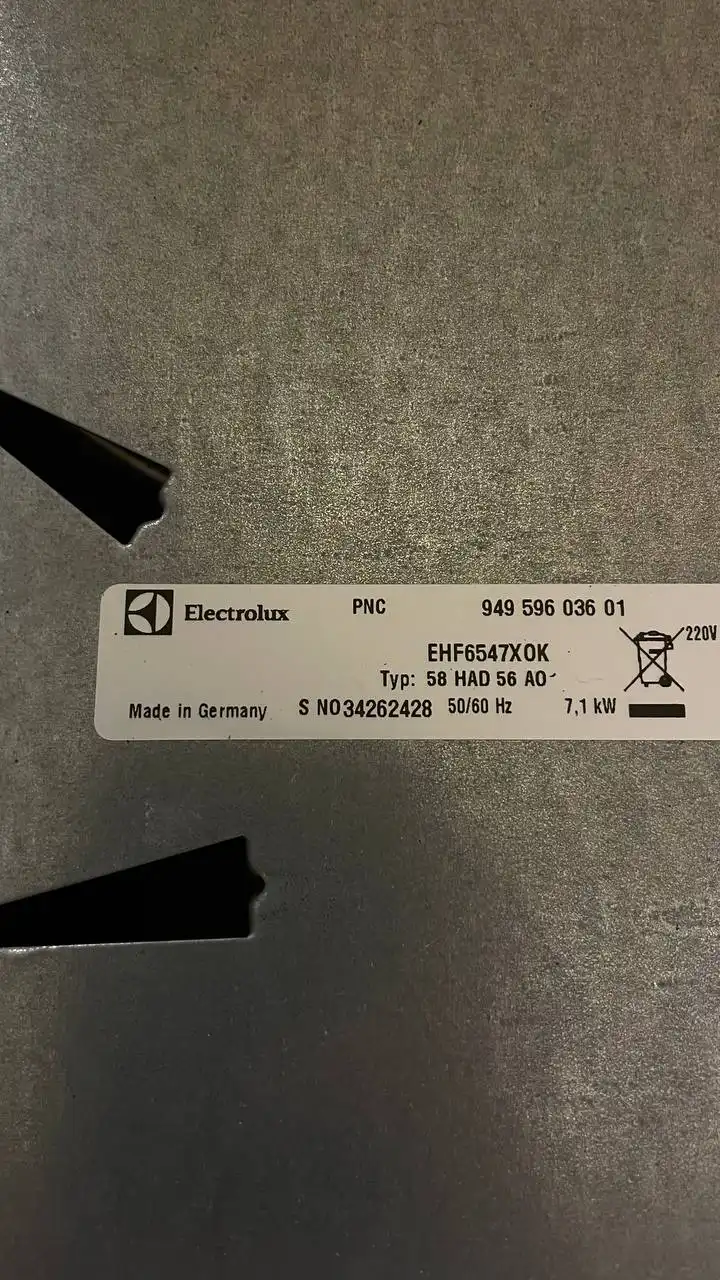 Electrolux PNC 949 596 036 01
220V
EHF6547XOK
Typ: 58 HAD 56 AO
Made in Germany S NO34262428 50/60 Hz 7,1 kW